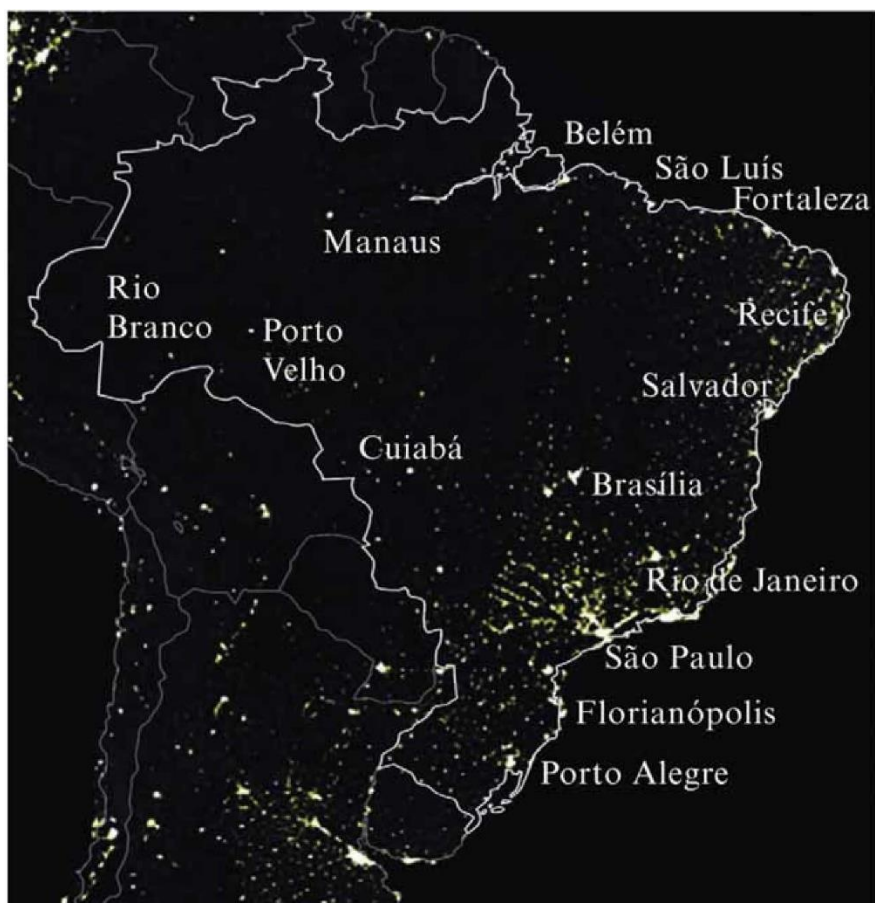 Belém
São Luís
Fortaleza
Manaus
Rio
Branco
Porto
Velho
Recife
Salvador
Cuiabá
Brasília
Rio de Janeiro
São Paulo
Florianópolis
Porto Alegre